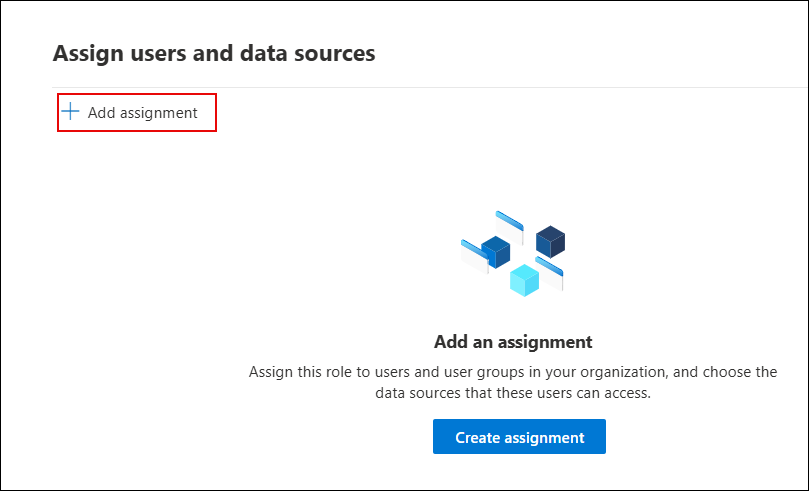 Assign users and data sources
Add assignment
Add an assignment
Assign this role to users and user groups in your organization, and choose the
data sources that these users can access.
Create assignment